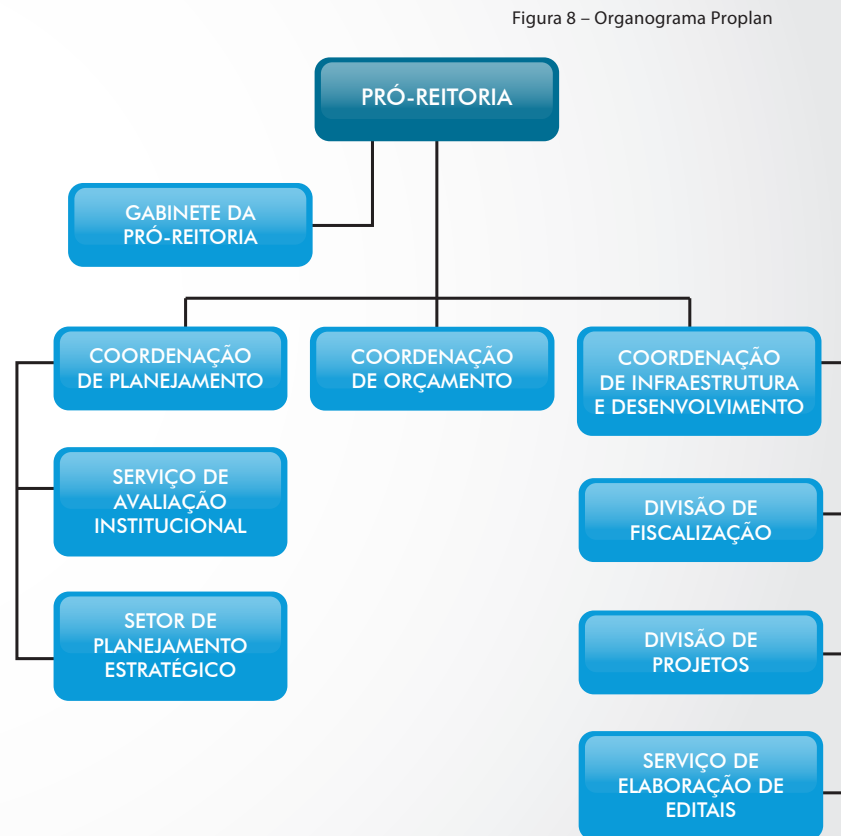 Figura 8 – Organograma Proplan
PRÓ-REITORIA
GABINETE DA
PRÓ-REITORIA
COORDENAÇÃO
DE PLANEJAMENTO
COORDENAÇÃO
DE ORÇAMENTO
COORDENAÇÃO
DE INFRAESTRUTURA
E DESENVOLVIMENTO
SERVIÇO DE
AVALIAÇÃO
INSTITUCIONAL
DIVISÃO DE
FISCALIZAÇÃO
SETOR DE
PLANEJAMENTO
ESTRATÉGICO
DIVISÃO DE
PROJETOS
SERVIÇO DE
ELABORAÇÃO DE
EDITAIS